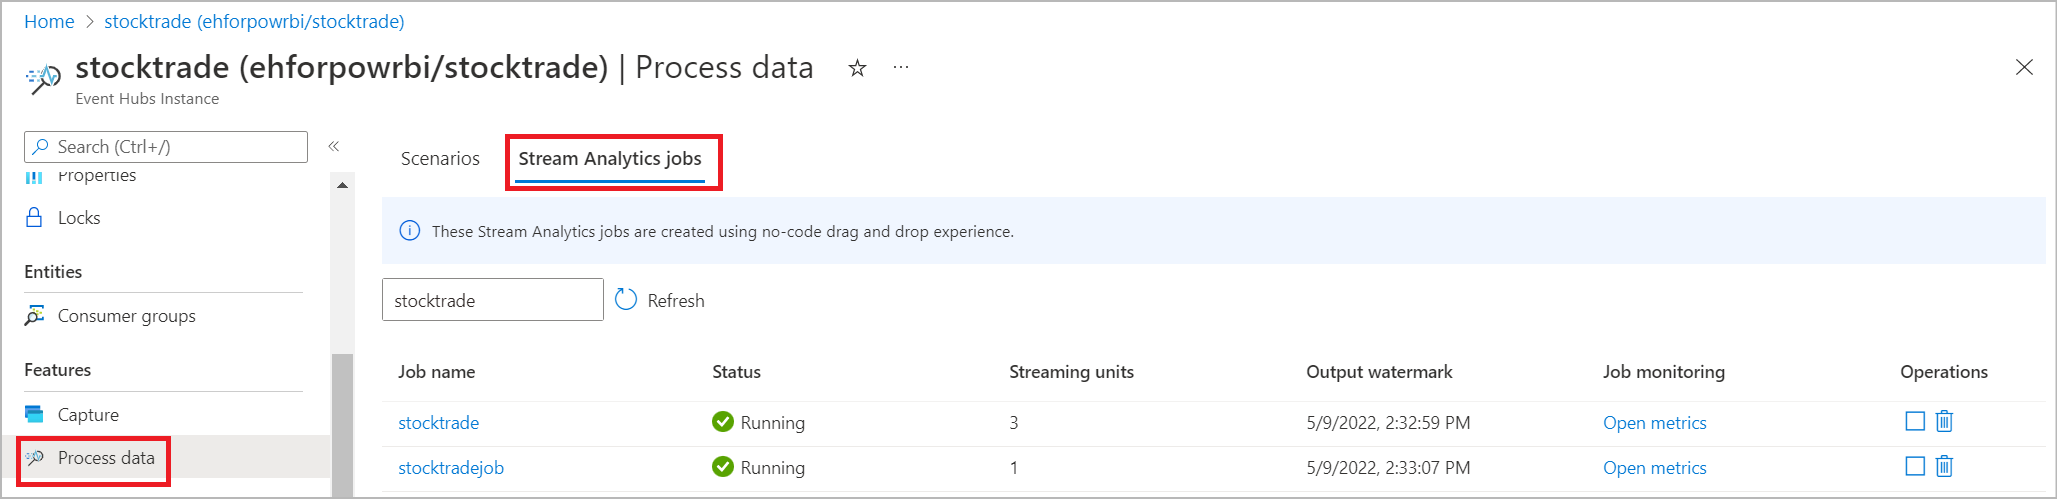 Home > stocktrade (ehforpowrbi/stocktrade)
stocktrade (ehforpowrbi/stocktrade) | Process data
Event Hubs Instance
Search (Ctrl+/)
Properties
Locks
Entities
Consumer groups
Features
Capture
Process data
Scenarios Stream Analytics jobs
These Stream Analytics jobs are created using no-code drag and drop experience.
stocktrade Refresh
Job name Status Streaming units Output watermark Job monitoring Operations
stocktrade Running 3 5/9/2022, 2:32:59 PM Open metrics
stocktradejob Running 1 5/9/2022, 2:33:07 PM Open metrics